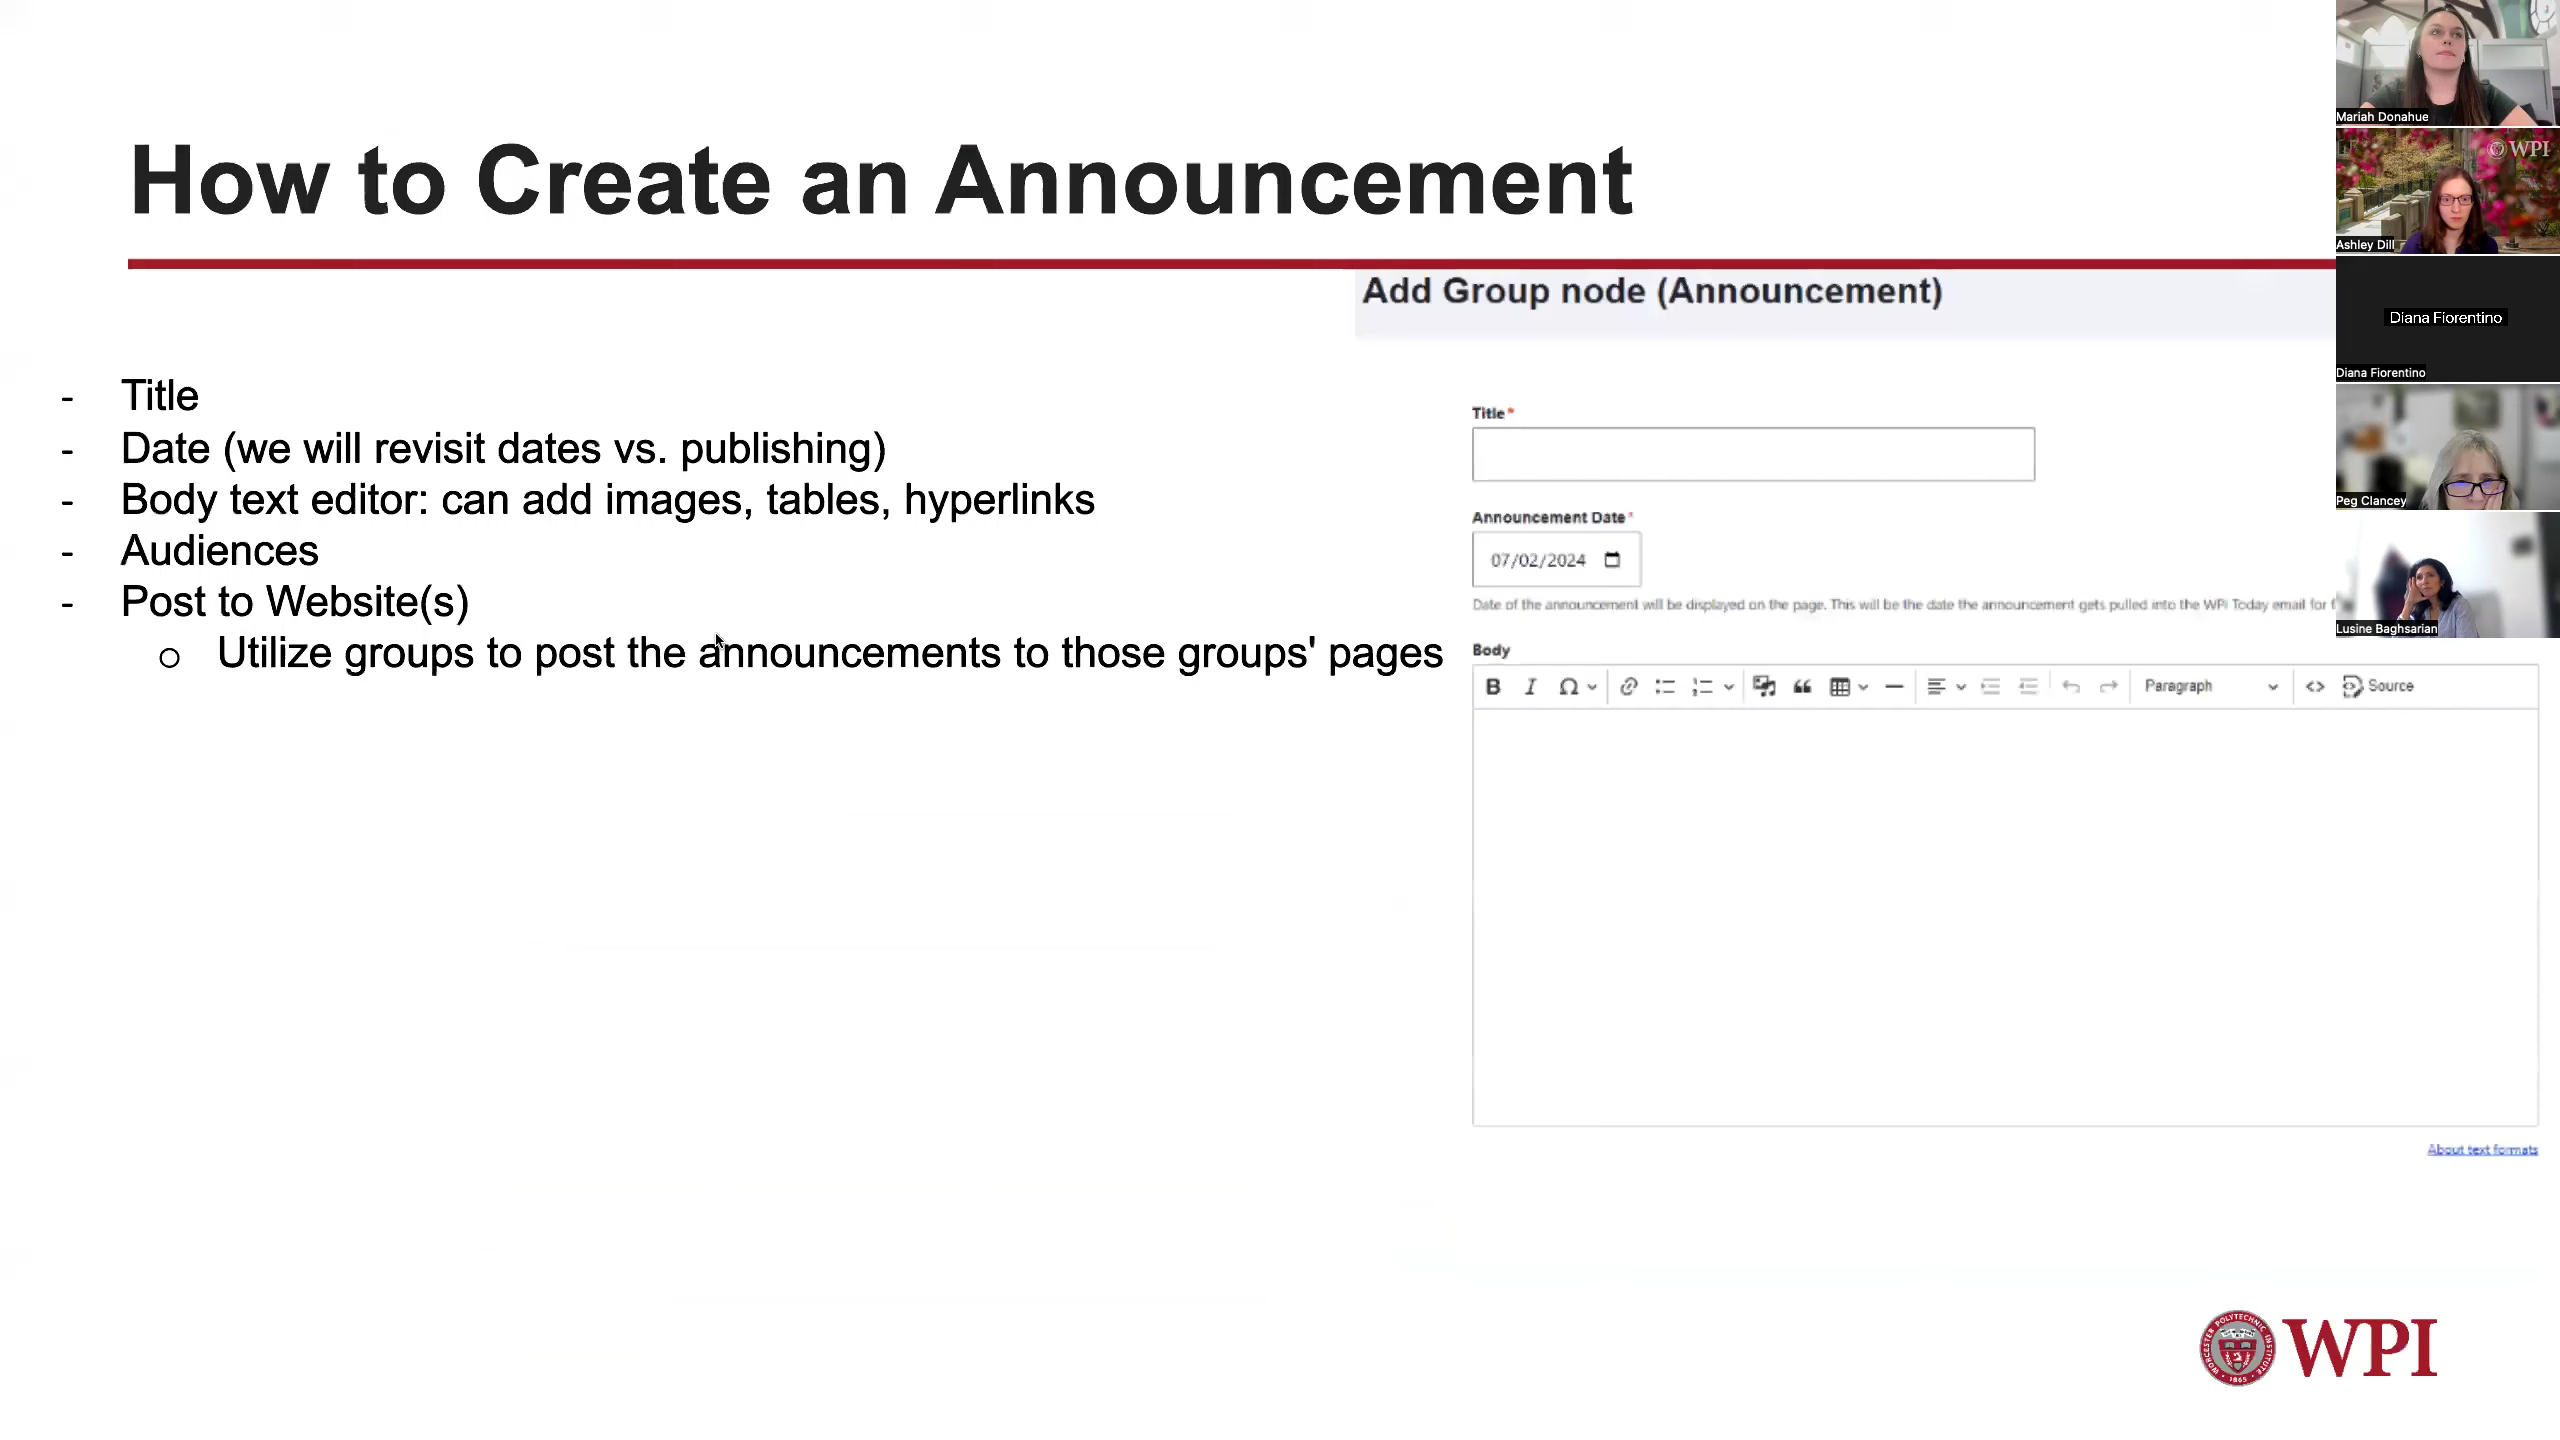 How to Create an Announcement
- Title
- Date (we will revisit dates vs. publishing)
- Body text editor: can add images, tables, hyperlinks
- Audiences
- Post to Website(s)
o Utilize groups to post the announcements to those groups' pages
Add Group node (Announcement)
Title*
Announcement Date*
07/02/2024
Date of the announcement will be displayed on the page. This will be the date the announcement gets pulled into the WPI Today email for
Body
B I Ω Paragraph <> Source
About text formats
WORCESTER POLYTECHNIC INSTITUTE
1865
WPI
Mariah Donahue
WPI
Ashley Dill
Diana Fiorentino
Diana Fiorentino
Peg Clancey
Lusine Baghsarian